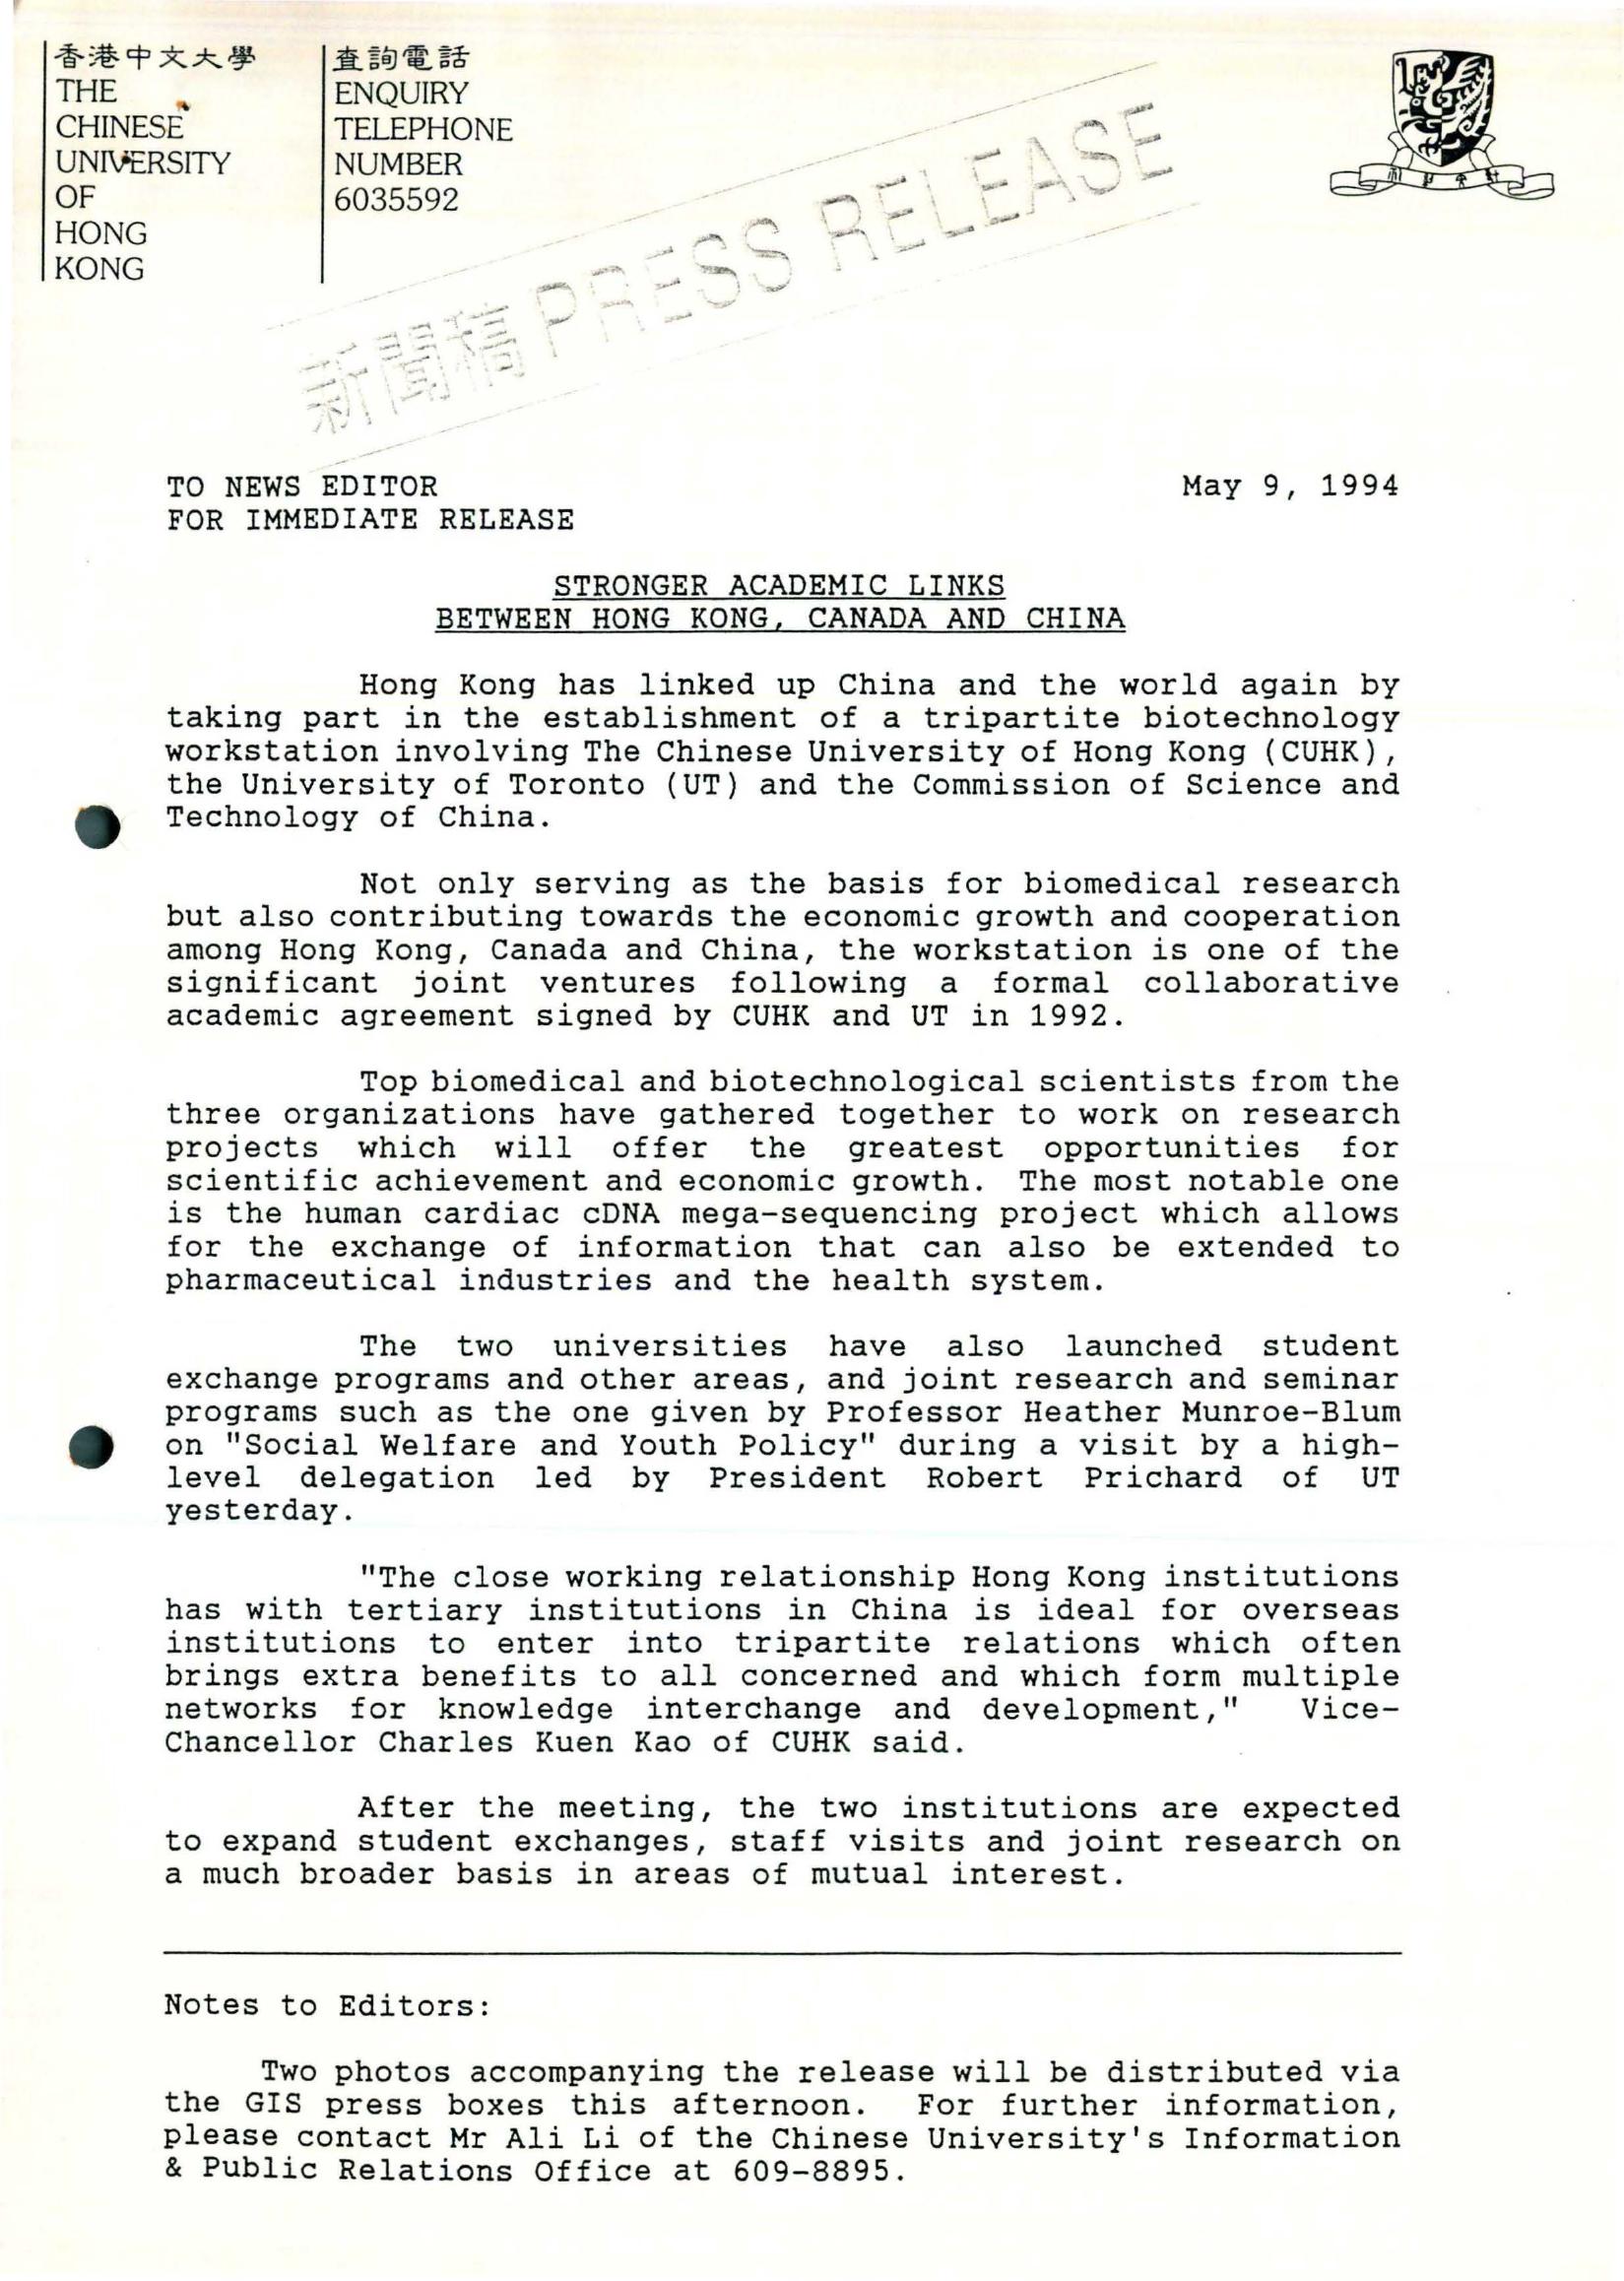 香港中文大學
THE
CHINESE
UNIVERSITY
OF
HONG
KONG
查詢電話
ENQUIRY
TELEPHONE
NUMBER
6035592
新聞稿 PRESS RELEASE
TO NEWS EDITOR
FOR IMMEDIATE RELEASE
May 9, 1994
STRONGER ACADEMIC LINKS
BETWEEN HONG KONG, CANADA AND CHINA
Hong Kong has linked up China and the world again by
taking part in the establishment of a tripartite biotechnology
workstation involving The Chinese University of Hong Kong (CUHK),
the University of Toronto (UT) and the Commission of Science and
Technology of China.
Not only serving as the basis for biomedical research
but also contributing towards the economic growth and cooperation
among Hong Kong, Canada and China, the workstation is one of the
significant joint ventures following a formal collaborative
academic agreement signed by CUHK and UT in 1992.
Top biomedical and biotechnological scientists from the
three organizations have gathered together to work on research
projects which will offer the greatest opportunities for
scientific achievement and economic growth. The most notable one
is the human cardiac cDNA mega-sequencing project which allows
for the exchange of information that can also be extended to
pharmaceutical industries and the health system.
The two universities have also launched student
exchange programs and other areas, and joint research and seminar
programs such as the one given by Professor Heather Munroe-Blum
on "Social Welfare and Youth Policy" during a visit by a high-
level delegation led by President Robert Prichard of UT
yesterday.
"The close working relationship Hong Kong institutions
has with tertiary institutions in China is ideal for overseas
institutions to enter into tripartite relations which often
brings extra benefits to all concerned and which form multiple
networks for knowledge interchange and development," Vice-
Chancellor Charles Kuen Kao of CUHK said.
After the meeting, the two institutions are expected
to expand student exchanges, staff visits and joint research on
a much broader basis in areas of mutual interest.
Notes to Editors:
Two photos accompanying the release will be distributed via
the GIS press boxes this afternoon. For further information,
please contact Mr Ali Li of the Chinese University's Information
& Public Relations Office at 609-8895.